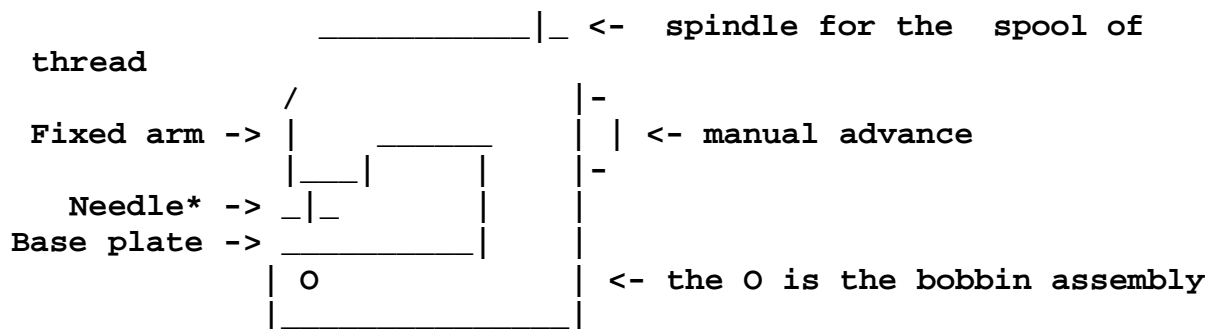 <- spindle for the spool of
thread
Fixed arm -> <- manual advance
Needle* ->
Base plate ->
O <- the O is the bobbin assembly